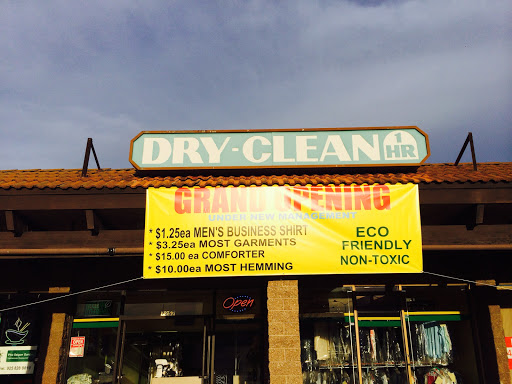 DRY-CLEAN 1 HR
GRAND OPENING
UNDER NEW MANAGEMENT
* $1.25ea MEN'S BUSINESS SHIRT
* $3.25ea MOST GARMENTS
* $15.00 ea COMFORTER
* $10.00ea MOST HEMMING
ECO
FRIENDLY
NON-TOXIC
Open
OPEN